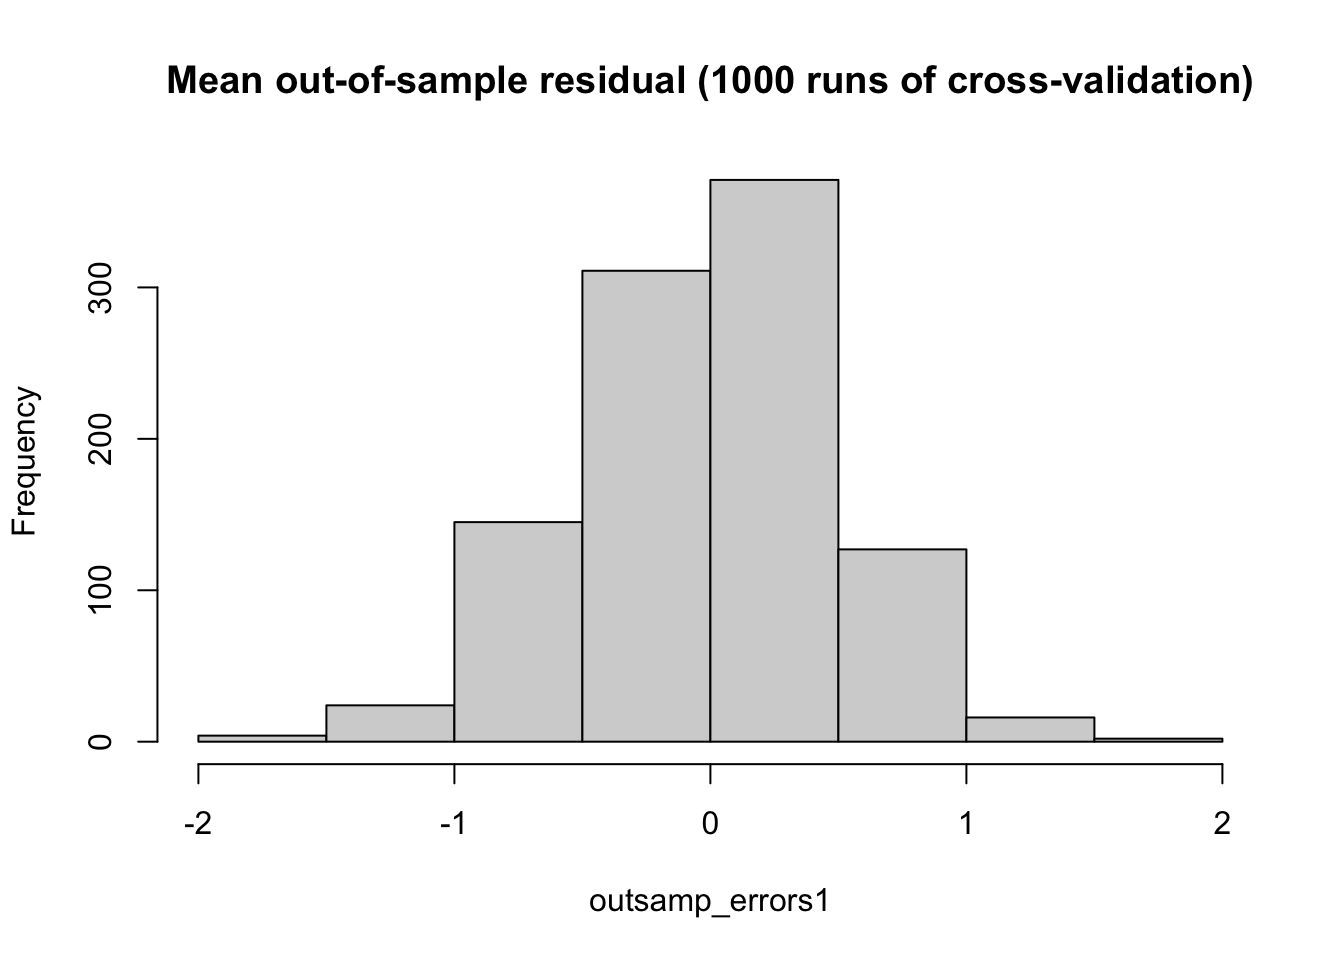 Mean out-of-sample residual (1000 runs of cross-validation)
Frequency
300
200
100
0
-2 -1 0 1 2
outsamp_errors1